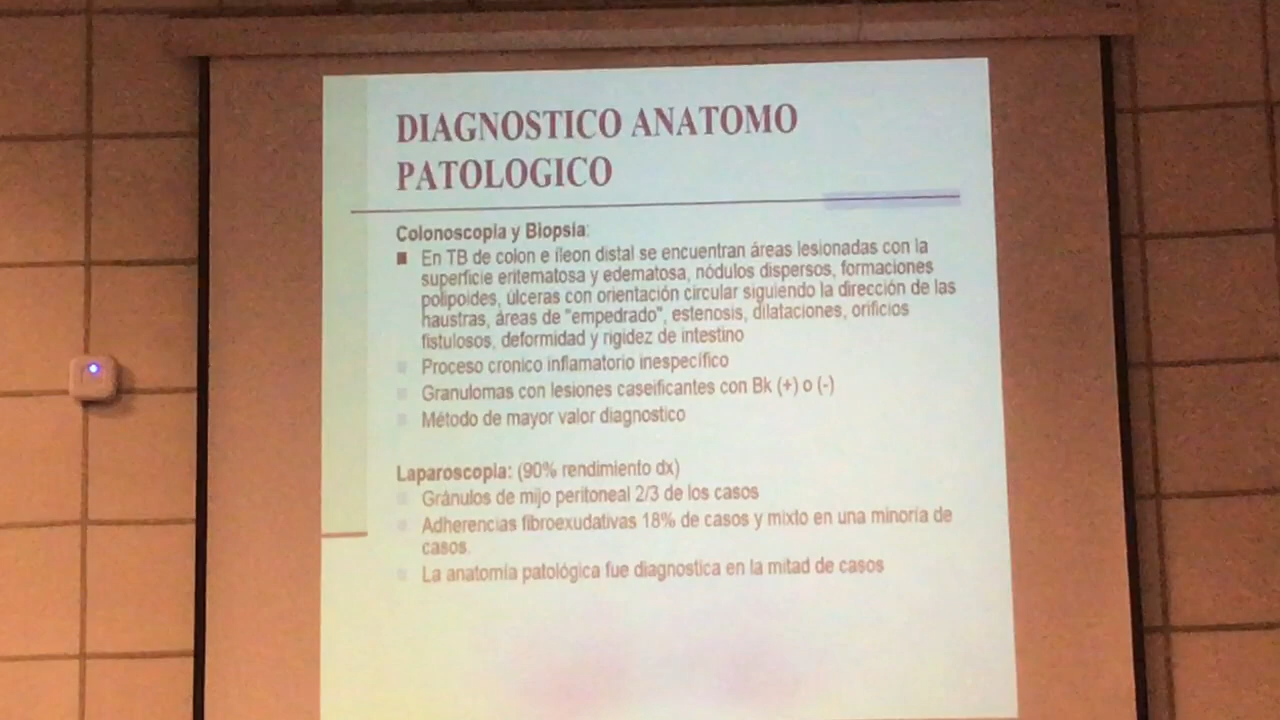 DIAGNOSTICO ANATOMO
PATOLOGICO
Colonoscopia y Biopsia:
En TB de colon e íleon distal se encuentran áreas lesionadas con la
superficie eritematosa y edematosa, nódulos dispersos, formaciones
polipoides, úlceras con orientación circular siguiendo la dirección de las
haustras, áreas de "empedrado", estenosis, dilataciones, orificios
fistulosos, deformidad y rigidez de intestino
Proceso cronico inflamatorio inespecífico
Granulomas con lesiones caseificantes con Bk (+) o (-)
Método de mayor valor diagnostico
Laparoscopia: (90% rendimiento dx)
Gránulos de mijo peritoneal 2/3 de los casos
Adherencias fibroexudativas 18% de casos y mixto en una minoría de
casos.
La anatomía patológica fue diagnostica en la mitad de casos